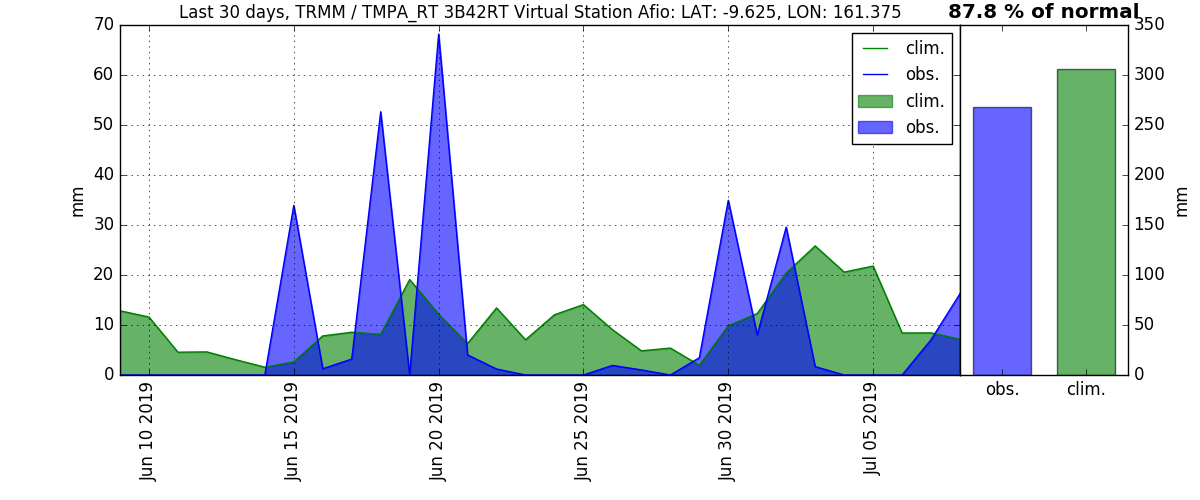 Last 30 days, TRMM / TMPA_RT 3B42RT Virtual Station Afio: LAT: -9.625, LON: 161.375
87.8 % of normal
70
60
50
40
30
20
10
0
mm
clim.
obs.
clim.
obs.
Jun 10 2019
Jun 15 2019
Jun 20 2019
Jun 25 2019
Jun 30 2019
Jul 05 2019
350
300
250
200
150
100
50
0
mm
obs.
clim.